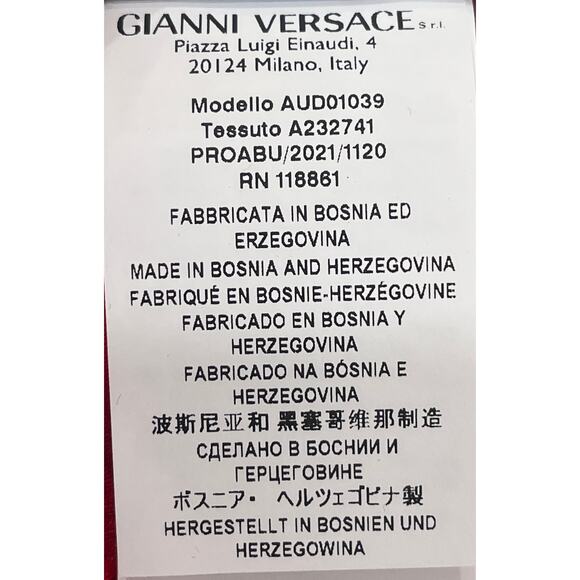 GIANNI VERSACE S.r.l.
Piazza Luigi Einaudi, 4
20124 Milano, Italy
Modello AUD01039
Tessuto A232741
PROABU/2021/1120
RN 118861
FABBRICATA IN BOSNIA ED
ERZEGOVINA
MADE IN BOSNIA AND HERZEGOVINA
FABRIQUÉ EN BOSNIE-HERZÉGOVINE
FABRICADO EN BOSNIA Y
HERZEGOVINA
FABRICADO NA BÓSNIA E
HERZEGOVINA
波斯尼亚和 黑塞哥维那制造
СДЕЛАНО В БОСНИИ И
ГЕРЦЕГОВИНЕ
ボスニア・ ヘルツェゴビナ製
HERGESTELLT IN BOSNIEN UND
HERZEGOWINA